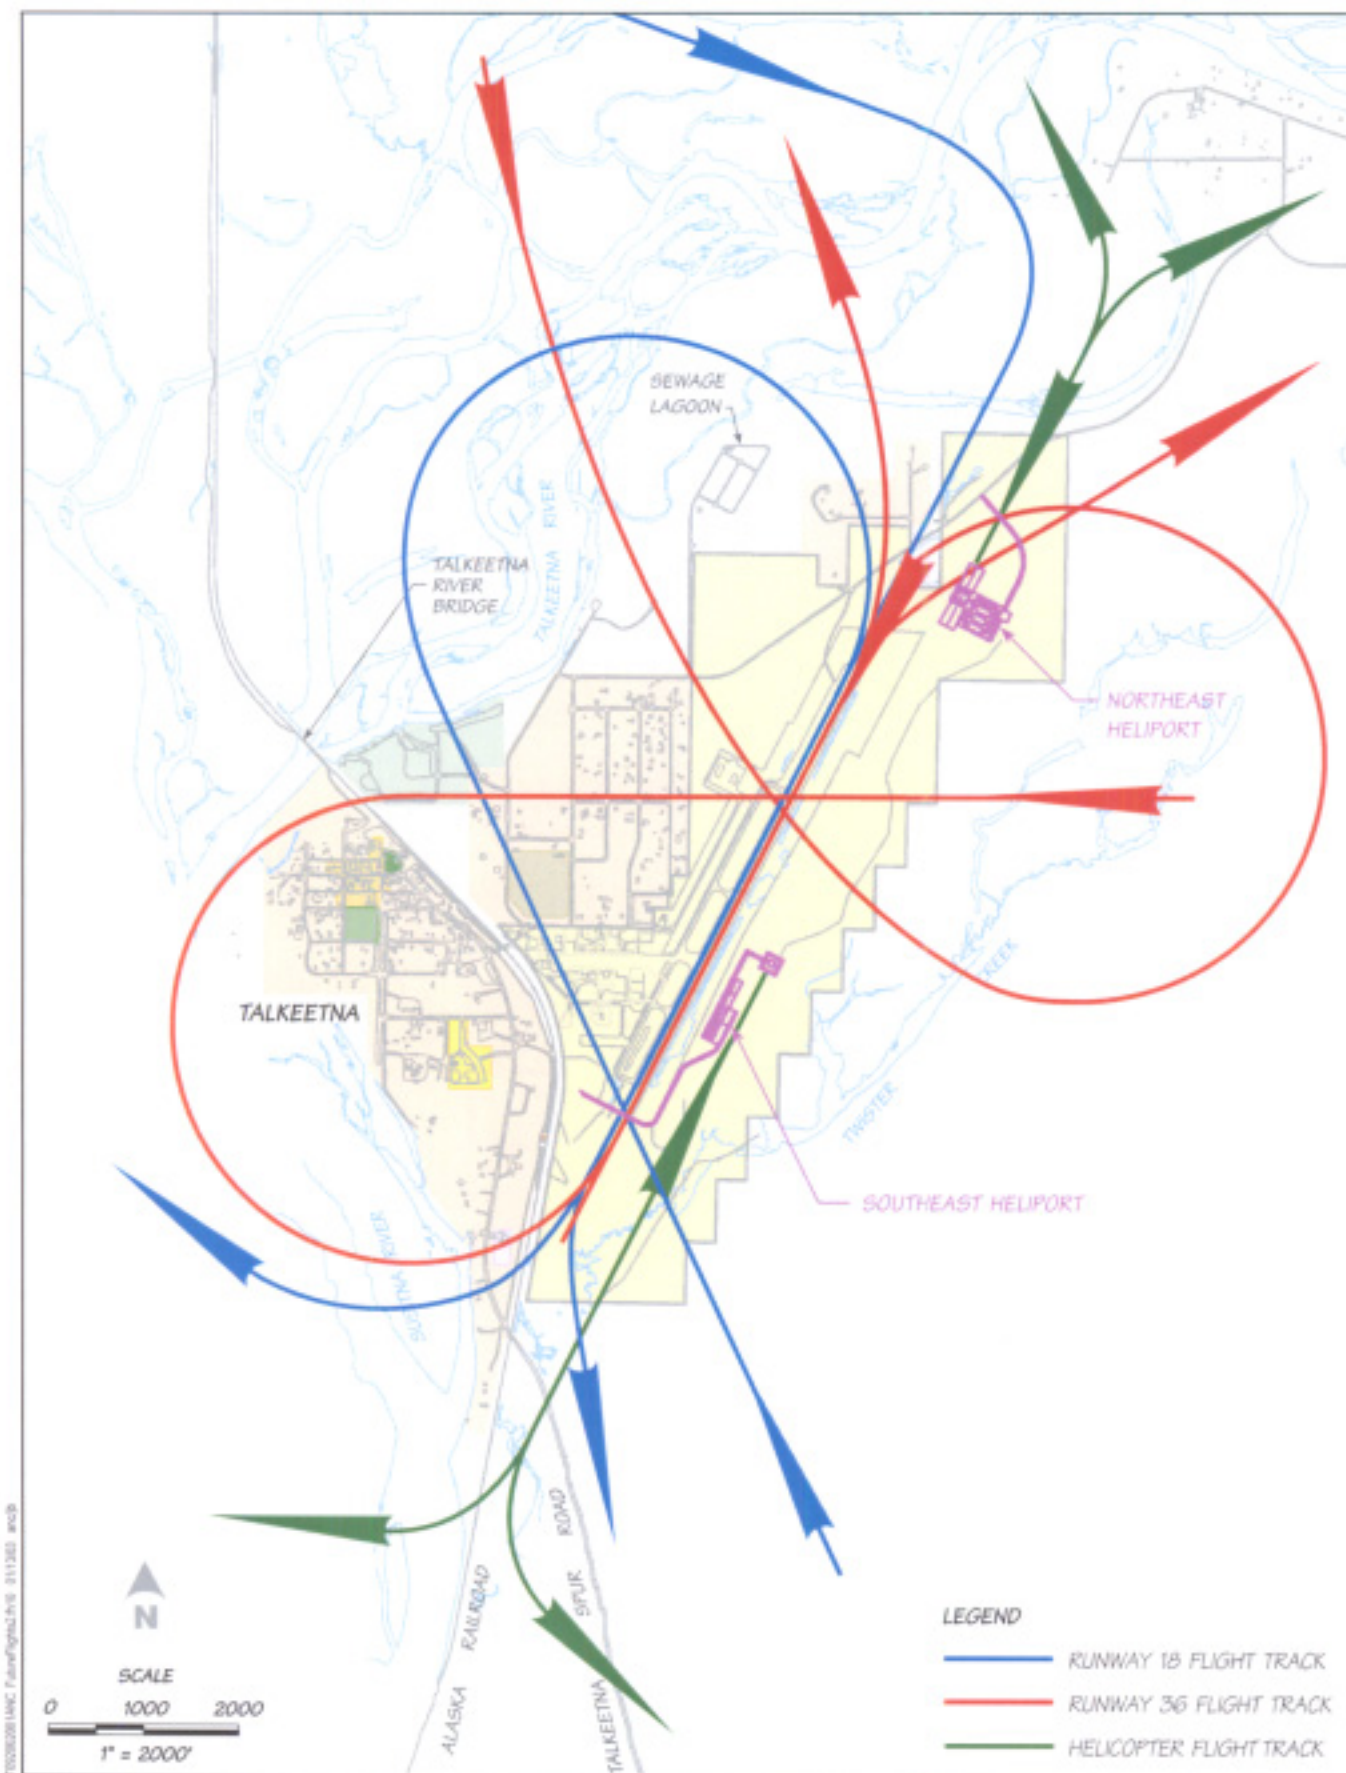 SEWAGE
LAGOON
TALKEETNA RIVER
TALKEETNA
RIVER
BRIDGE
NORTHEAST
HELIPORT
TALKEETNA
TWISTER
CREEK
SOUTHEAST HELIPORT
SUSITNA RIVER
ALASKA RAILROAD
TALKEETNA SPUR ROAD
N
SCALE
0 1000 2000
1" = 2000'
LEGEND
RUNWAY 18 FLIGHT TRACK
RUNWAY 36 FLIGHT TRACK
HELICOPTER FLIGHT TRACK